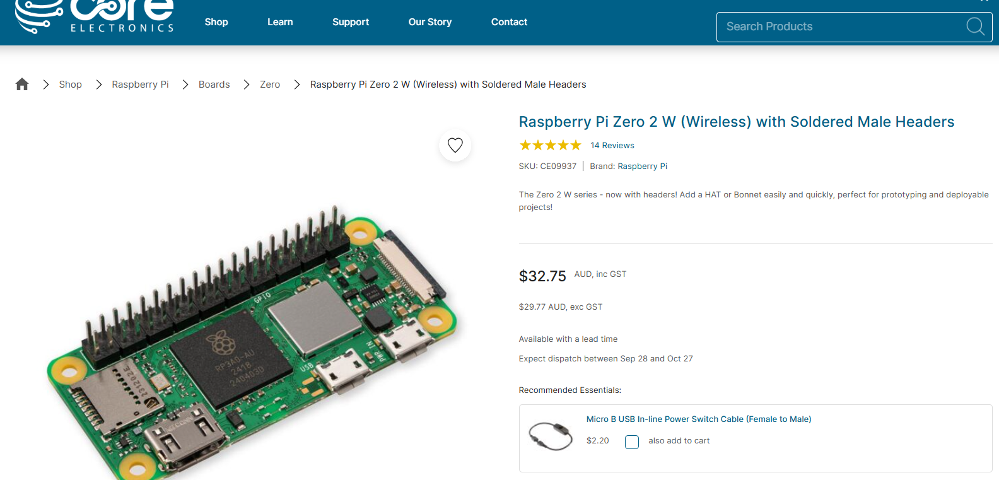 core
ELECTRONICS
Shop
Learn
Support
Our Story
Contact
Search Products
Shop
Raspberry Pi
Boards
Zero
Raspberry Pi Zero 2 W (Wireless) with Soldered Male Headers
Raspberry Pi Zero 2 W (Wireless) with Soldered Male Headers
14 Reviews
SKU: CE09937 | Brand: Raspberry Pi
The Zero 2 W series - now with headers! Add a HAT or Bonnet easily and quickly, perfect for prototyping and deployable
projects!
$32.75 AUD, inc GST
$29.77 AUD, exc GST
Available with a lead time
Expect dispatch between Sep 28 and Oct 27
Recommended Essentials:
Micro B USB In-line Power Switch Cable (Female to Male)
$2.20 also add to cart
GPIO
RP3A0-AU
2418
240403D
USB
PWR IN
231202E